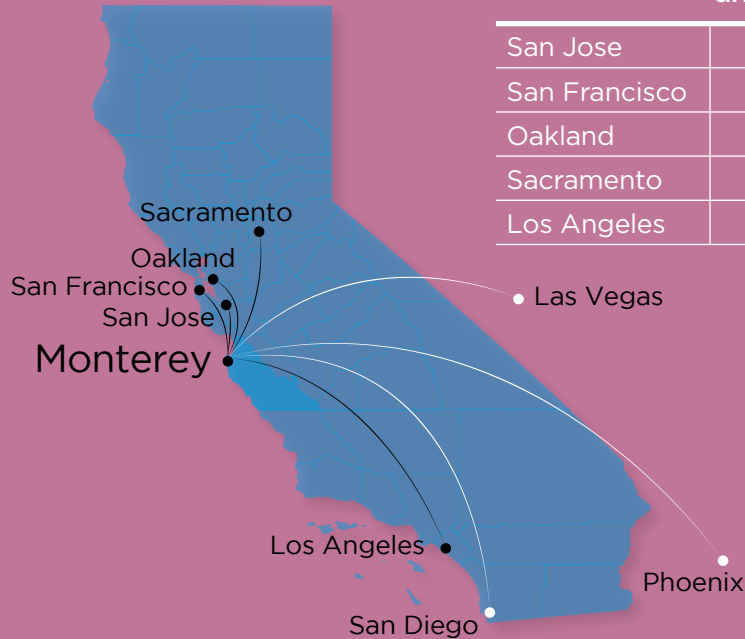 San Jose
San Francisco
Oakland
Sacramento
Los Angeles
Sacramento
Oakland
San Francisco
San Jose
Las Vegas
Monterey
Los Angeles
Phoenix
San Diego